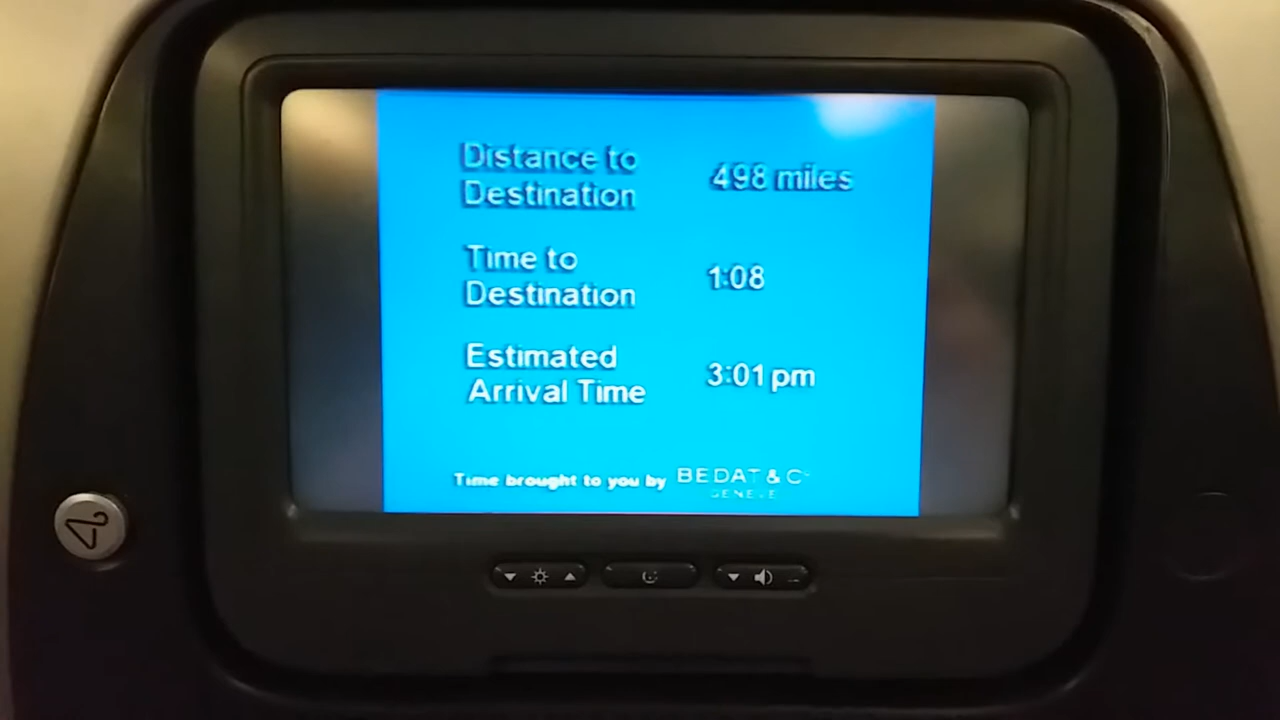 Distance to
Destination
498 miles
Time to
Destination
1:08
Estimated
Arrival Time
3:01 pm
Time brought to you by BEDAT & Co
GENEVE